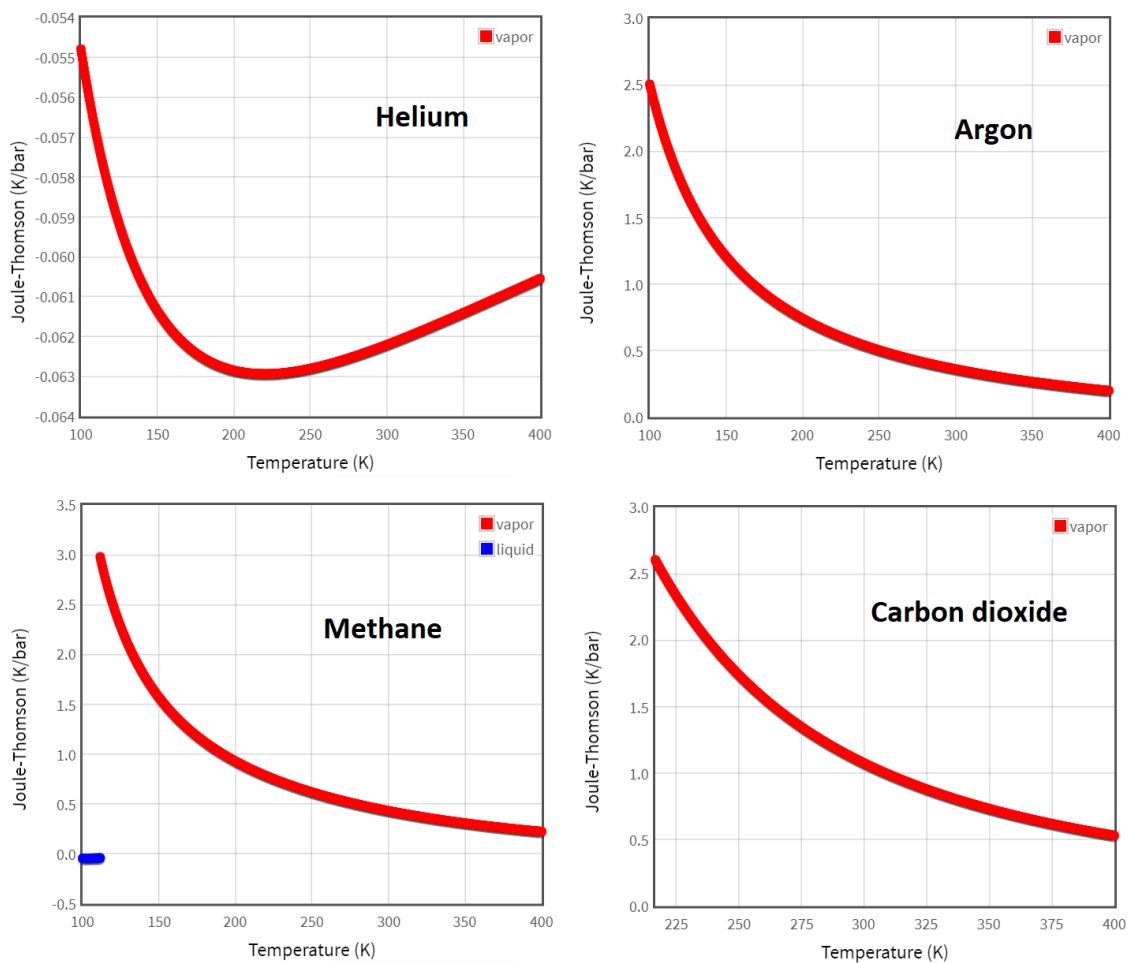 Helium
vapor
Joule-Thomson (K/bar)
-0.054
-0.055
-0.056
-0.057
-0.058
-0.059
-0.060
-0.061
-0.062
-0.063
-0.064
100 150 200 250 300 350 400
Temperature (K)
Argon
vapor
Joule-Thomson (K/bar)
3.0
2.5
2.0
1.5
1.0
0.5
0.0
100 150 200 250 300 350 400
Temperature (K)
Methane
vapor
liquid
Joule-Thomson (K/bar)
3.5
3.0
2.5
2.0
1.5
1.0
0.5
0.0
-0.5
100 150 200 250 300 350 400
Temperature (K)
Carbon dioxide
vapor
Joule-Thomson (K/bar)
3.0
2.5
2.0
1.5
1.0
0.5
0.0
225 250 275 300 325 350 375 400
Temperature (K)